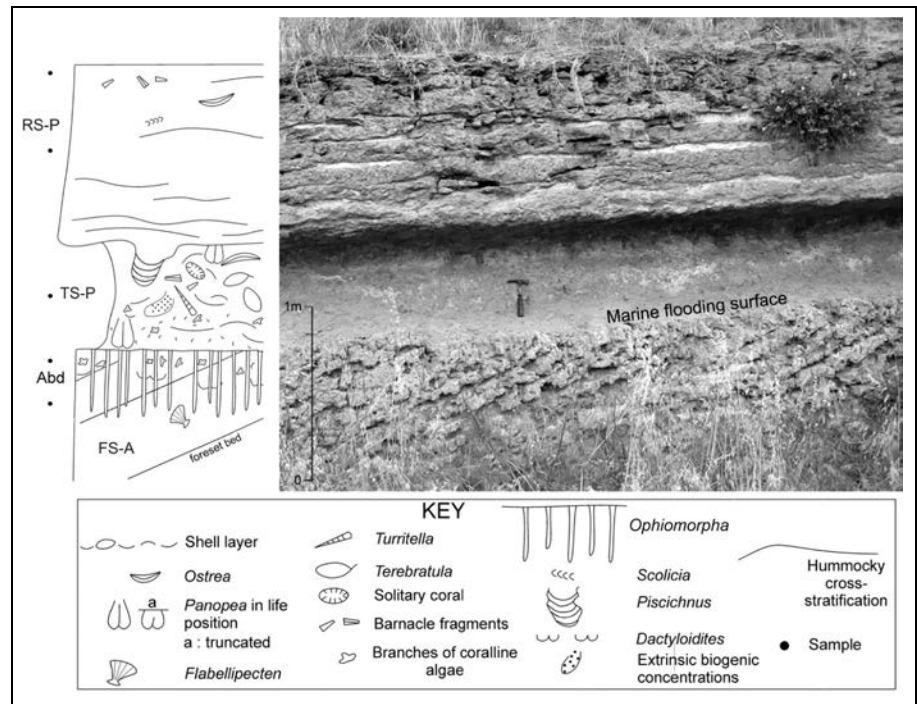 RS-P
TS-P
Abd
FS-A
foreset bed
1m
0
Marine flooding surface
KEY
Shell layer
Ostrea
a
Panopea in life
position
a : truncated
Flabellipecten
Turritella
Terebratula
Solitary coral
Barnacle fragments
Branches of coralline
algae
Ophiomorpha
Scolicia
Piscichnus
Dactyloidites
Extrinsic biogenic
concentrations
Hummocky
cross-
stratification
Sample